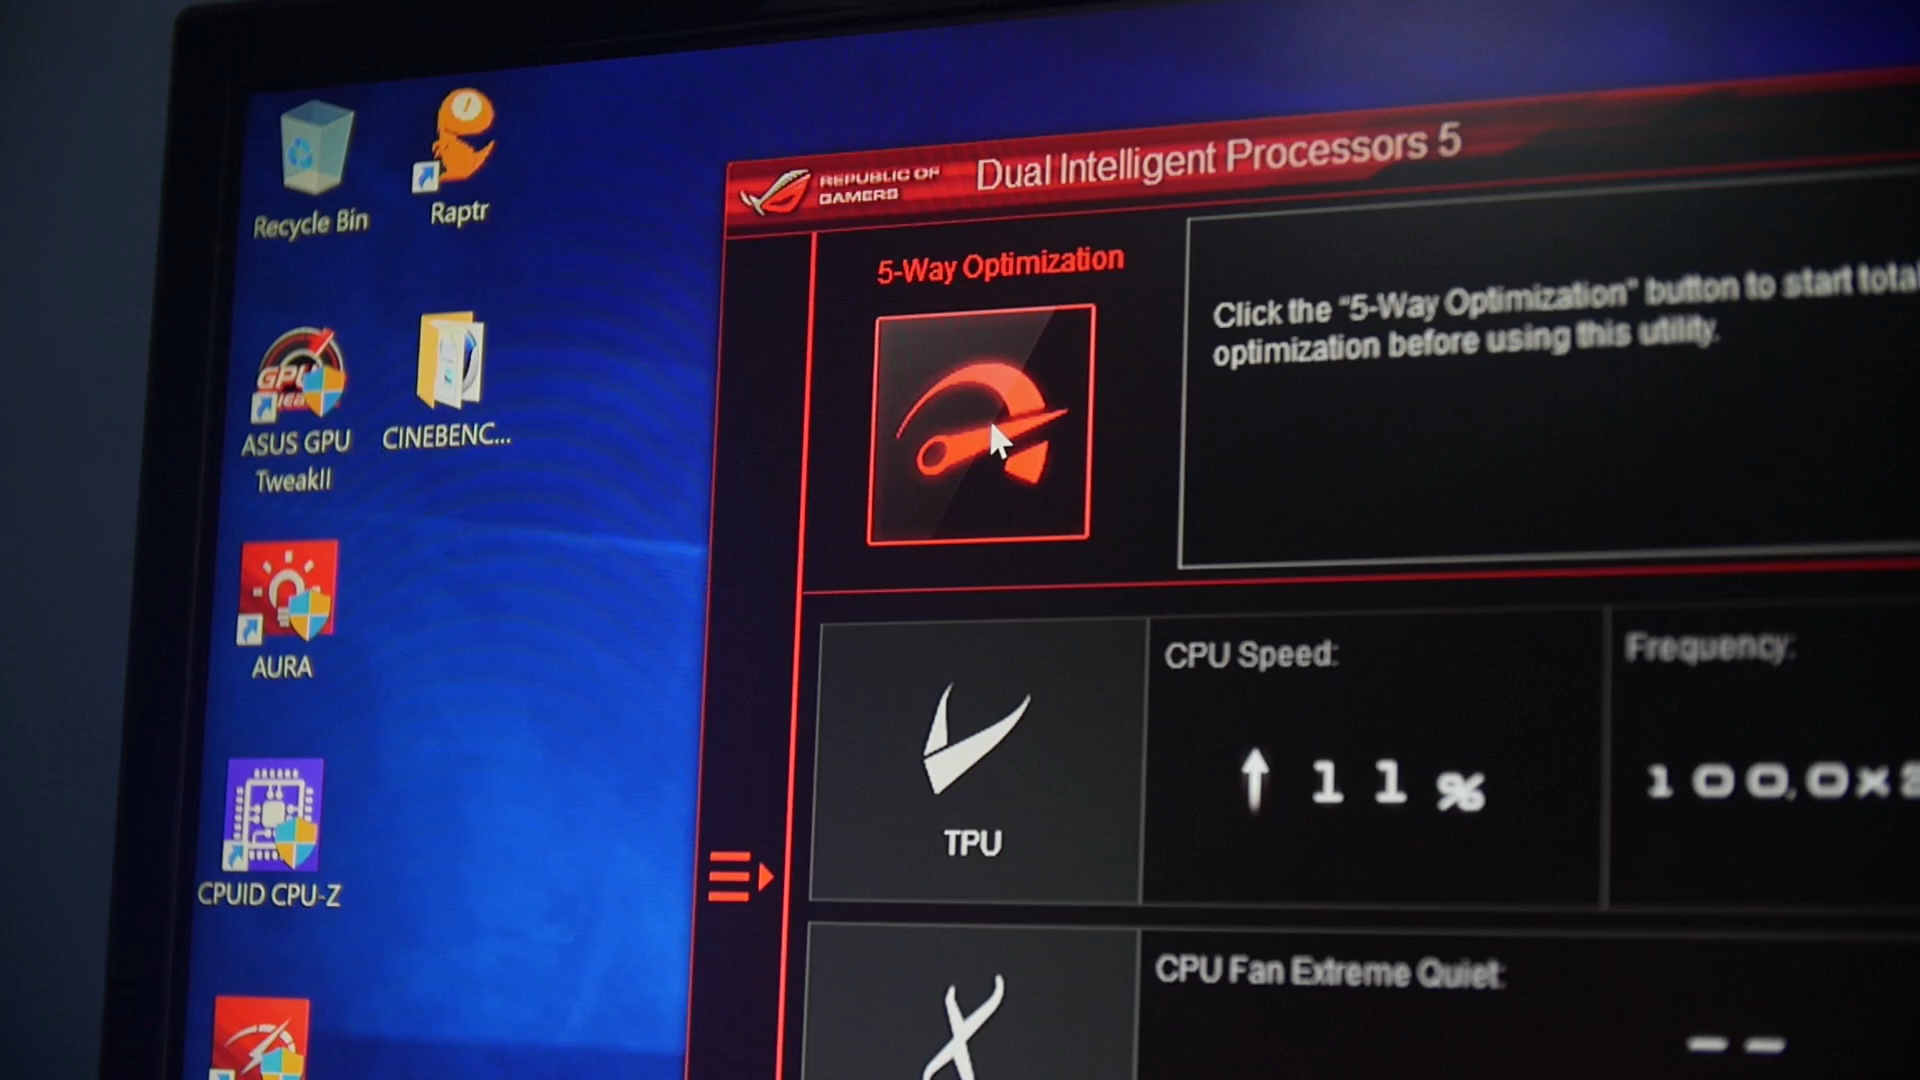 Recycle Bin
Raptr
ASUS GPU
TweakII
CINEBENC...
AURA
CPUID CPU-Z
REPUBLIC OF
GAMERS
Dual Intelligent Processors 5
5-Way Optimization
Click the “5-Way Optimization” button to start total
optimization before using this utility.
TPU
CPU Speed:
↑ 11 %
Frequency:
100.0x
CPU Fan Extreme Quiet:
--